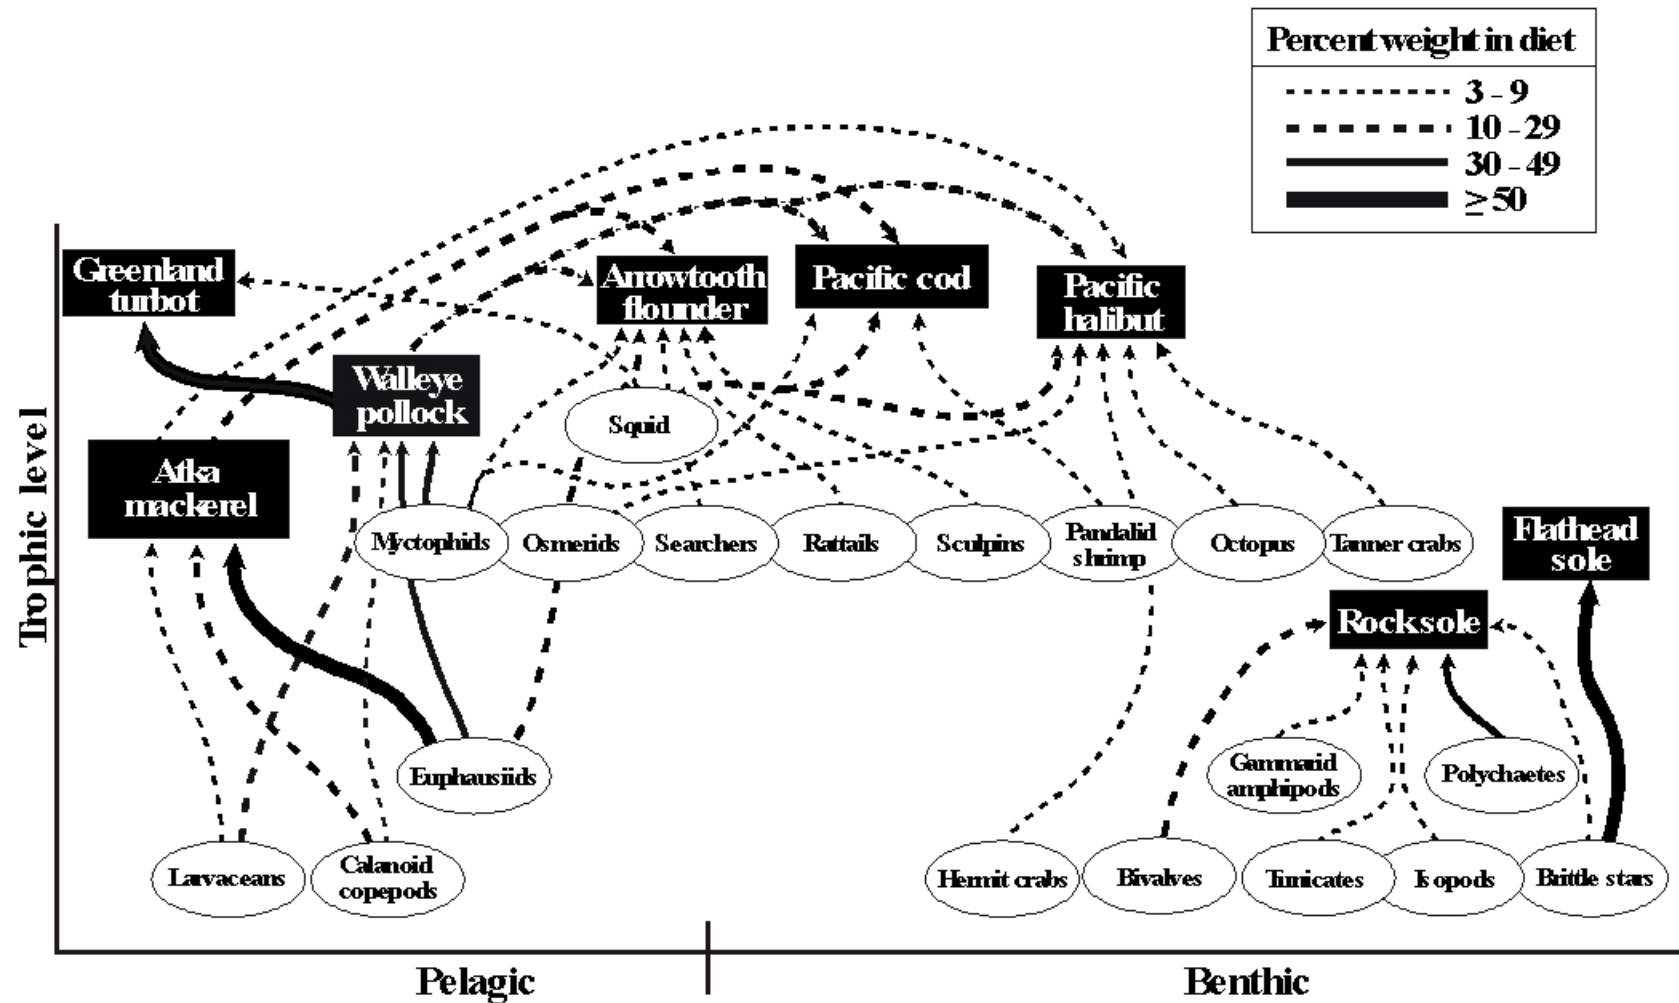 Percent weight in diet
3 - 9
10 - 29
30 - 49
≥ 50
Greenland
turbot
Arrowtooth
flounder
Pacific cod
Pacific
halibut
Walleye
pollock
Squid
Atka
mackerel
Trophic level
Myctophids
Osmerids
Searchers
Rattails
Sculpins
Pandalid
shrimp
Octopus
Tanner crabs
Flathead
sole
Rock sole
Euphausiids
Gammarid
amphipods
Polychaetes
Larvaceans
Calanoid
copepods
Hermit crabs
Bivalves
Tunicates
Isopods
Brittle stars
Pelagic
Benthic